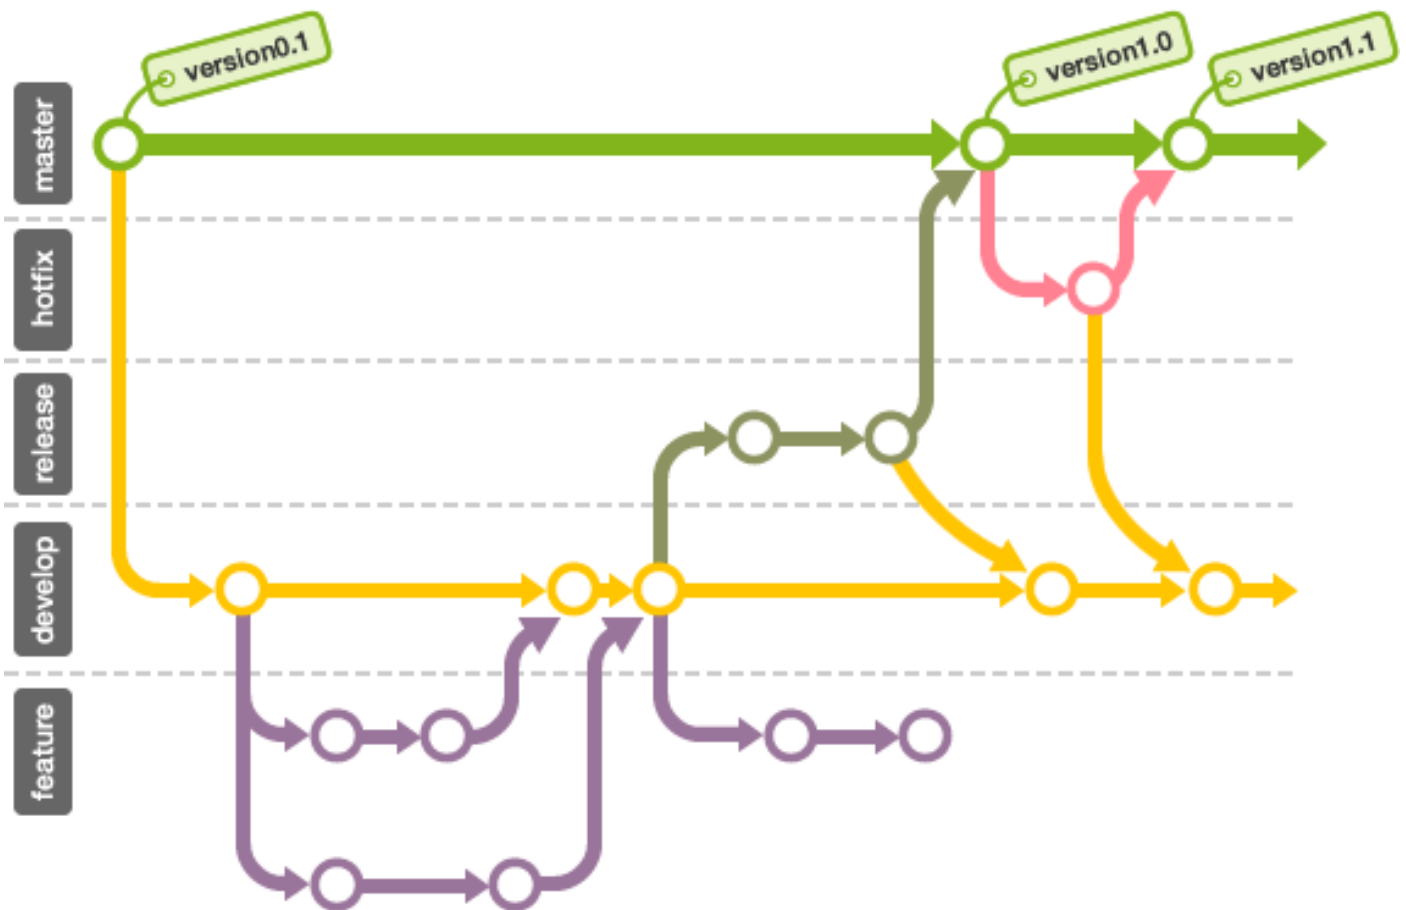 version0.1
version1.0
version1.1
master
hotfix
release
develop
feature